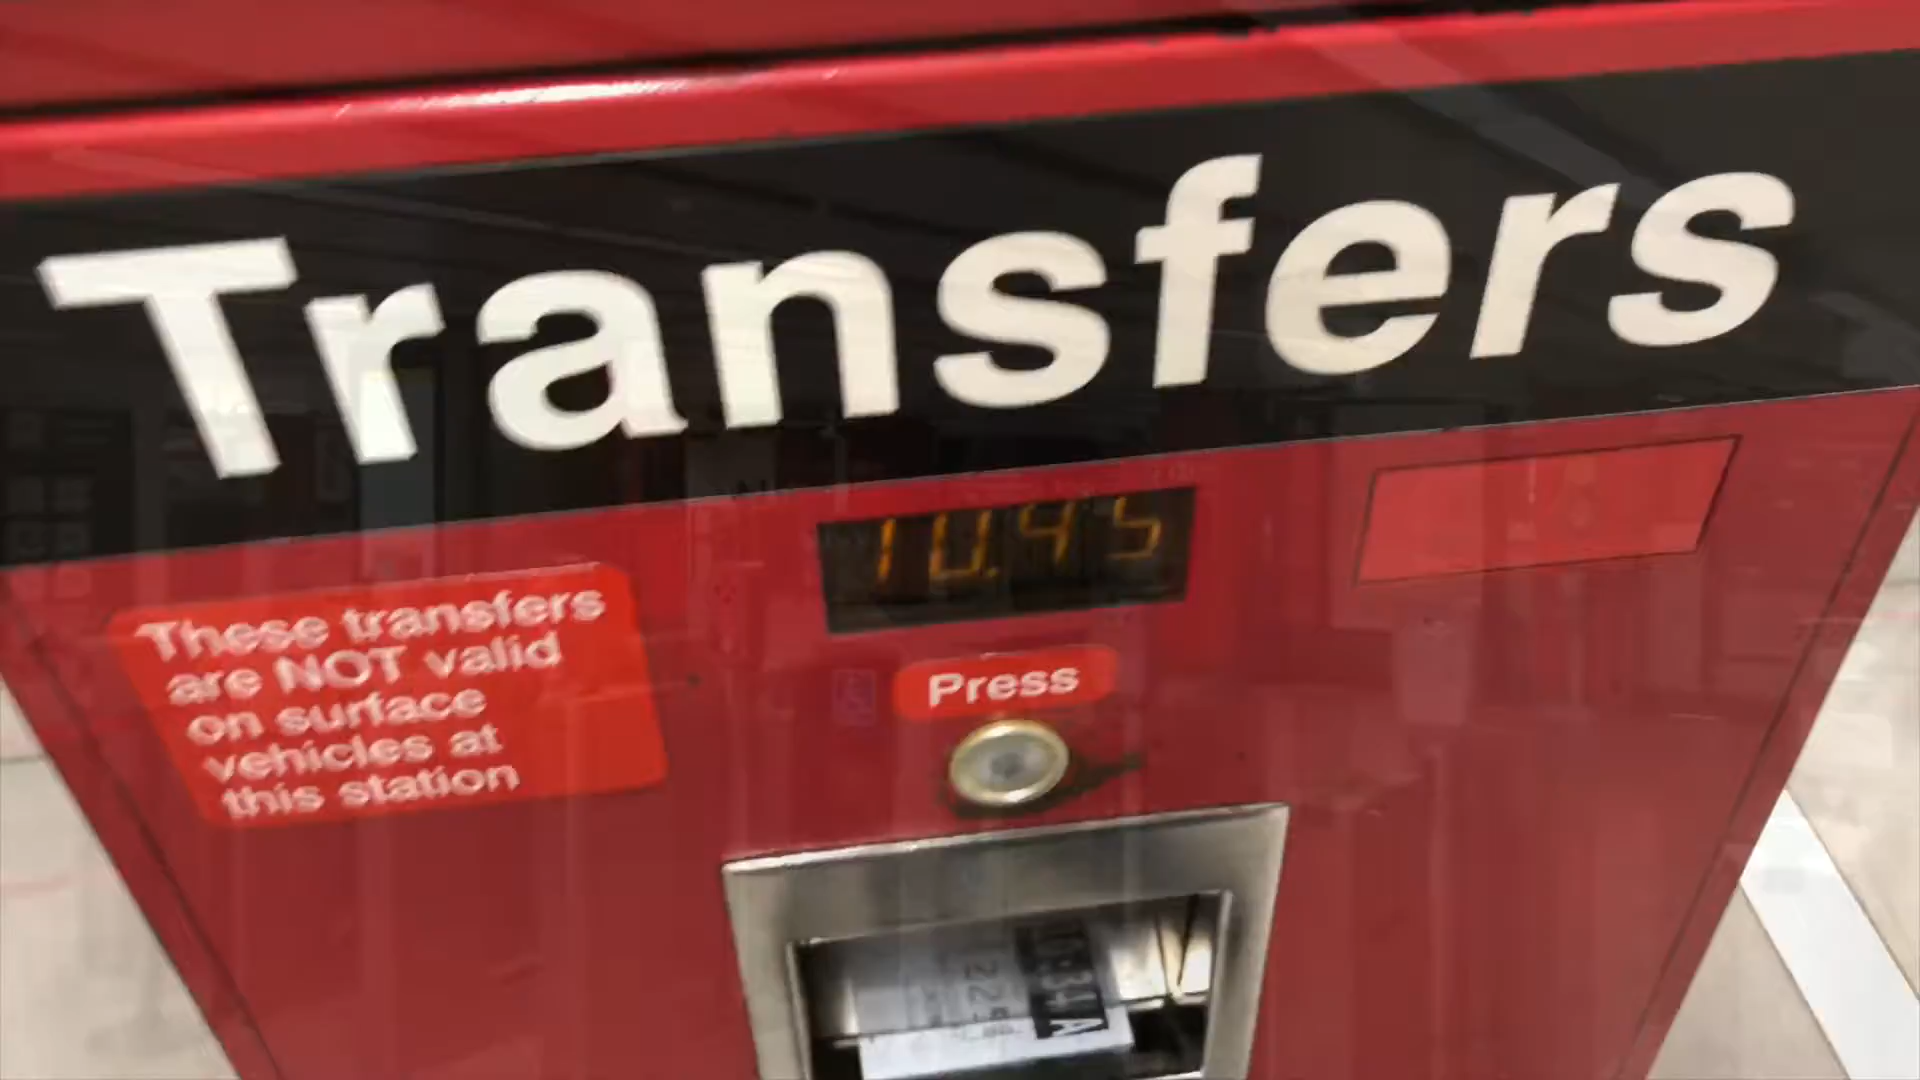 Transfers
10.45
These transfers
are NOT valid
on surface
vehicles at
this station
Press